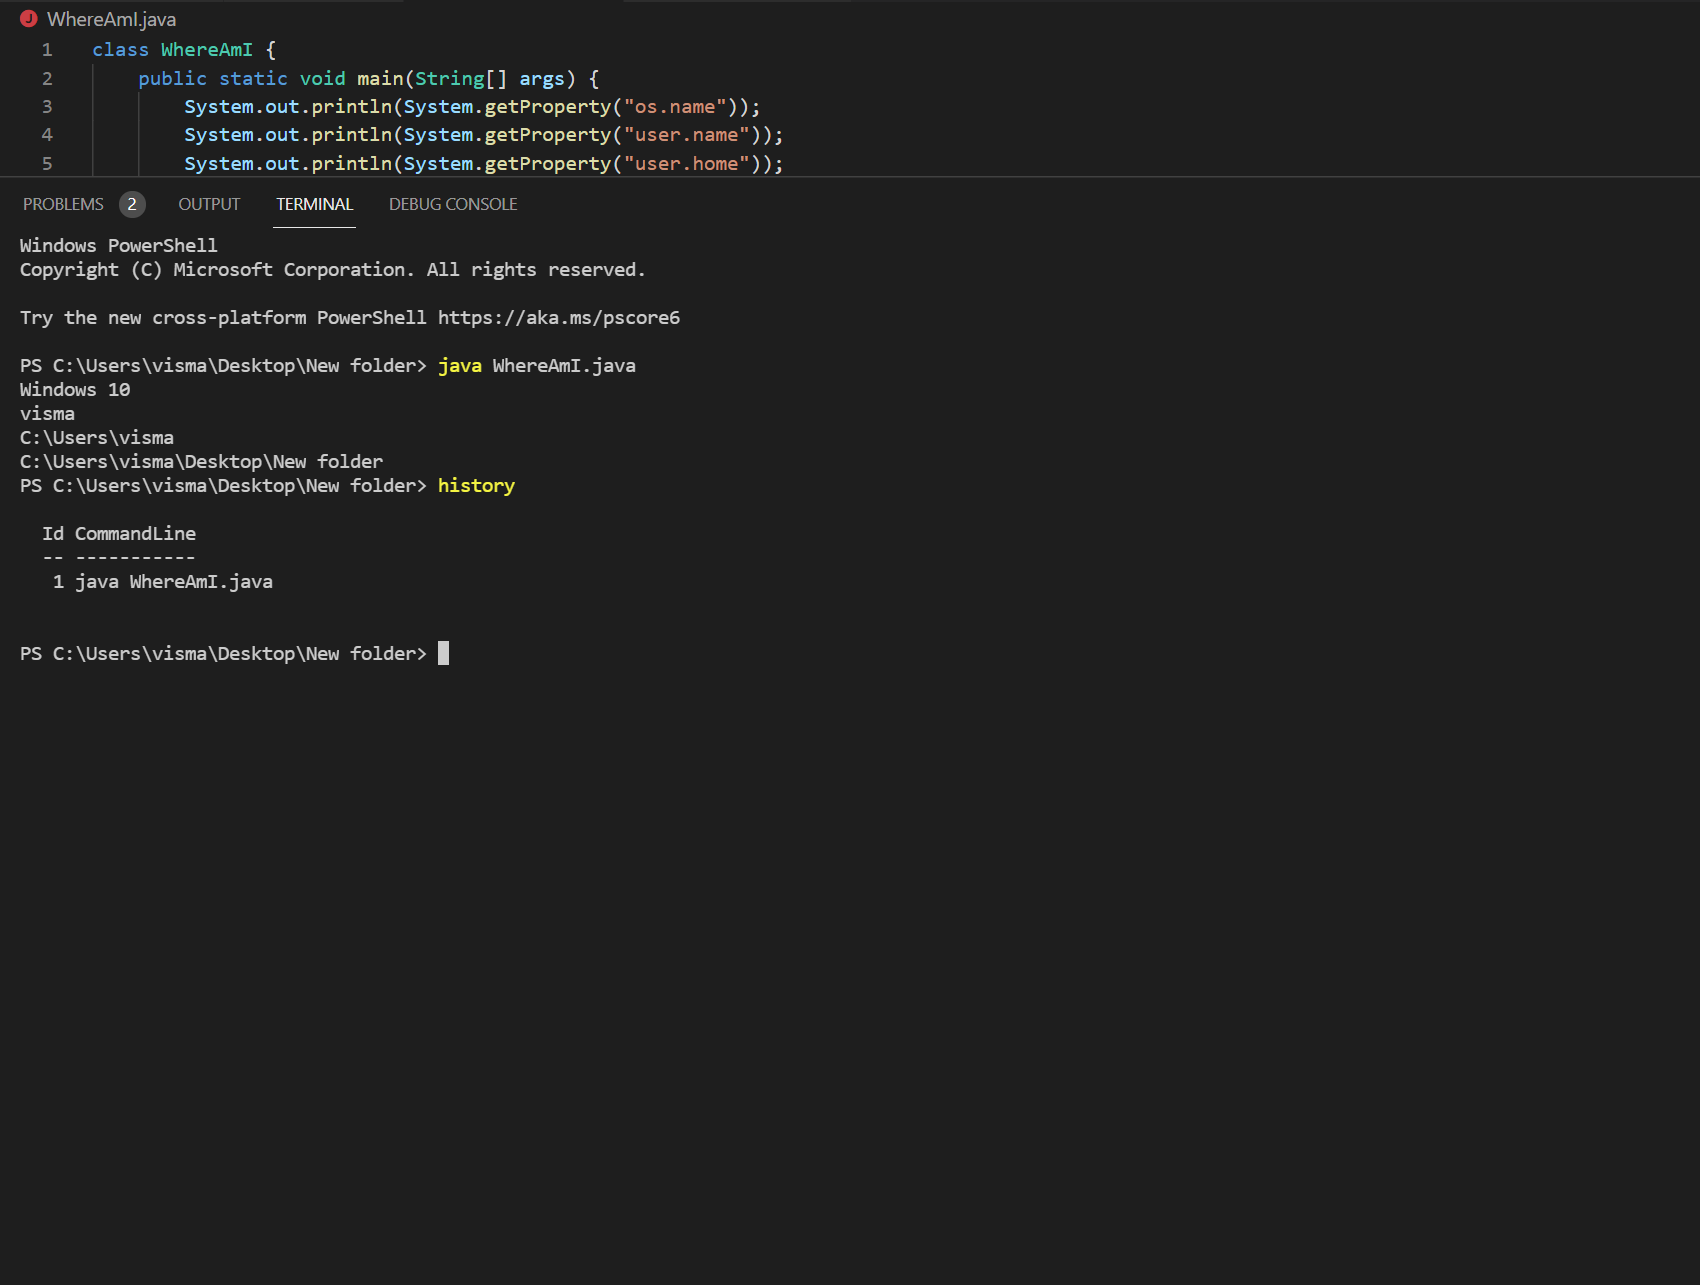 J WhereAmI.java
1 class WhereAmI {
2 public static void main(String[] args) {
3 System.out.println(System.getProperty("os.name"));
4 System.out.println(System.getProperty("user.name"));
5 System.out.println(System.getProperty("user.home"));
PROBLEMS 2 OUTPUT TERMINAL DEBUG CONSOLE
Windows PowerShell
Copyright (C) Microsoft Corporation. All rights reserved.
Try the new cross-platform PowerShell https://aka.ms/pscore6
PS C:\Users\visma\Desktop\New folder> java WhereAmI.java
Windows 10
visma
C:\Users\visma
C:\Users\visma\Desktop\New folder
PS C:\Users\visma\Desktop\New folder> history
Id CommandLine
-- -----------
1 java WhereAmI.java
PS C:\Users\visma\Desktop\New folder>